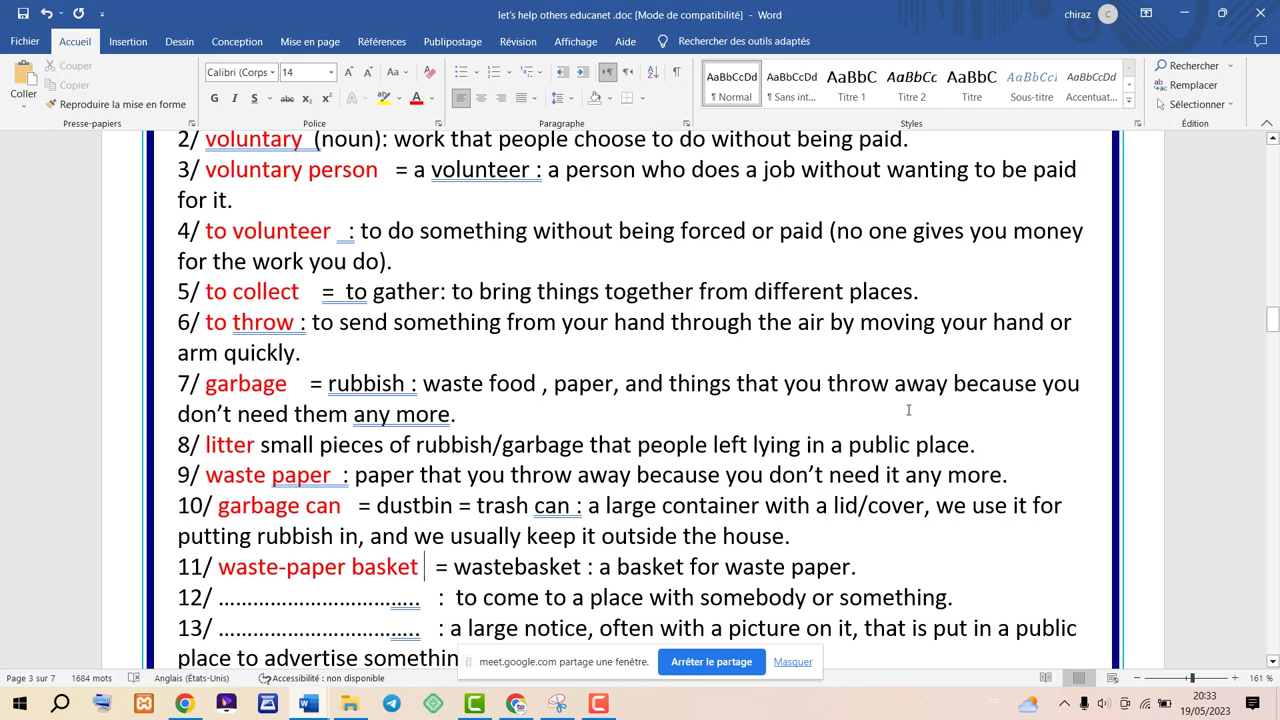 let's help others educanet .doc [Mode de compatibilité] – Word
chiraz C
Fichier Accueil Insertion Dessin Conception Mise en page Références Publipostage Révision Affichage Aide Rechercher des outils adaptés
Coller
Couper
Copier
Reproduire la mise en forme
Presse-papiers
Calibri (Corps) 14
G I S abc x₂ x² A A
Police
Paragraphe
AaBbCcDd AaBbCcDd AaBbC AaBbCc AaBbC AaBbCcI AaBbCcDd
¶ Normal ¶ Sans int... Titre 1 Titre 2 Titre Sous-titre Accentuat...
Styles
Rechercher
Remplacer
Sélectionner
Édition
2/ voluntary (noun): work that people choose to do without being paid.
3/ voluntary person = a volunteer : a person who does a job without wanting to be paid
for it.
4/ to volunteer : to do something without being forced or paid (no one gives you money
for the work you do).
5/ to collect = to gather: to bring things together from different places.
6/ to throw : to send something from your hand through the air by moving your hand or
arm quickly.
7/ garbage = rubbish : waste food , paper, and things that you throw away because you
don't need them any more.
8/ litter small pieces of rubbish/garbage that people left lying in a public place.
9/ waste paper : paper that you throw away because you don't need it any more.
10/ garbage can = dustbin = trash can : a large container with a lid/cover, we use it for
putting rubbish in, and we usually keep it outside the house.
11/ waste-paper basket = wastebasket : a basket for waste paper.
12/ ………………………….. : to come to a place with somebody or something.
13/ ………………………….. : a large notice, often with a picture on it, that is put in a public
place to advertise somethin
meet.google.com partage une fenêtre. Arrêter le partage Masquer
Page 3 sur 7 1684 mots Anglais (États-Unis) Accessibilité : non disponible 161 %
20:33
19/05/2023